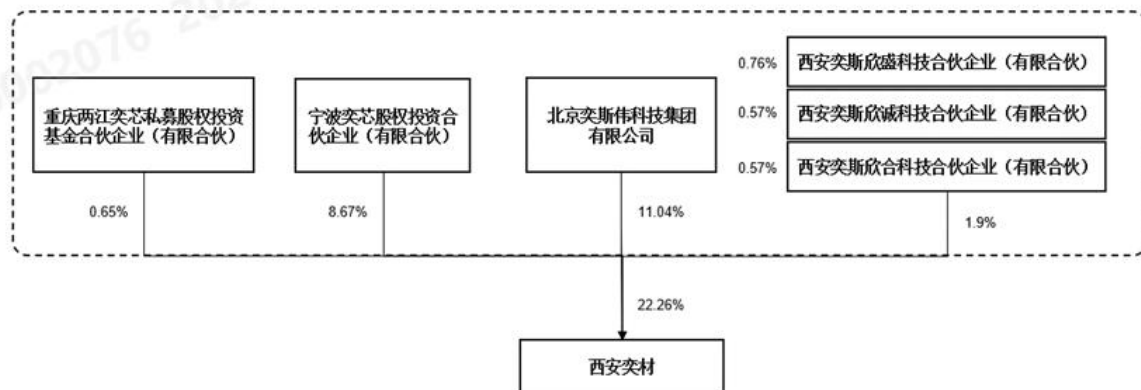 002076 202
0.76%
西安奕斯欣盛科技合伙企业（有限合伙）
重庆两江奕芯私募股权投资
基金合伙企业（有限合伙）
宁波奕芯股权投资合
伙企业（有限合伙）
北京奕斯伟科技集团
有限公司
0.57%
西安奕斯欣诚科技合伙企业（有限合伙）
0.57%
西安奕斯欣合科技合伙企业（有限合伙）
0.65%
8.67%
11.04%
1.9%
22.26%
西安奕材